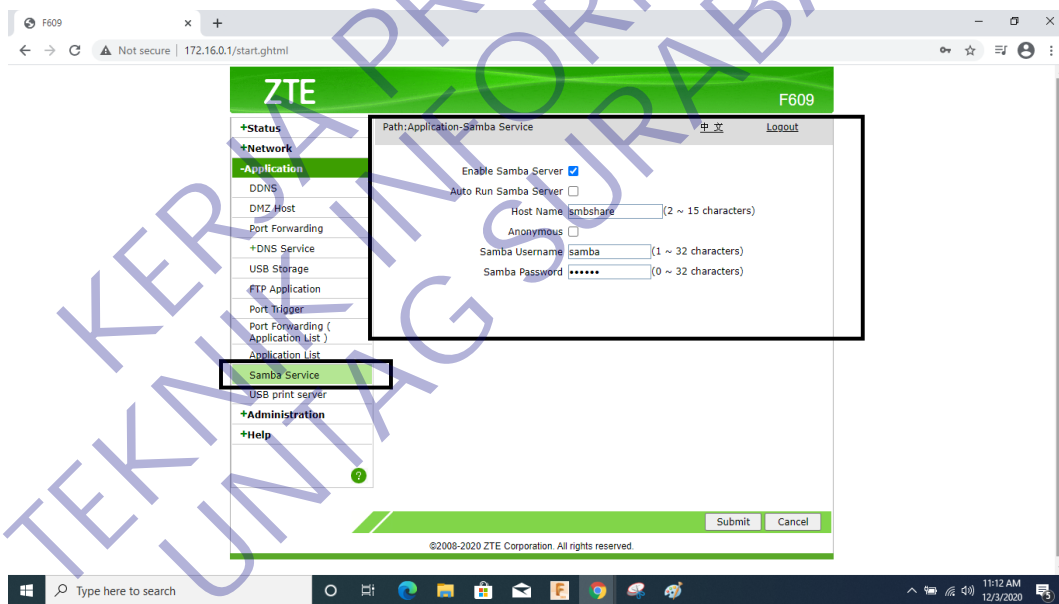 F609
Not secure | 172.16.0.1/start.ghtml
ZTE
F609
Path:Application-Samba Service 中 文 Logout
+Status
+Network
-Application
DDNS
DMZ Host
Port Forwarding
+DNS Service
USB Storage
FTP Application
Port Trigger
Port Forwarding (
Application List )
Application List
Samba Service
USB print server
+Administration
+Help
?
Enable Samba Server
Auto Run Samba Server
Host Name smbshare (2 ~ 15 characters)
Anonymous
Samba Username samba (1 ~ 32 characters)
Samba Password •••••• (0 ~ 32 characters)
Submit Cancel
©2008-2020 ZTE Corporation. All rights reserved.
Type here to search
11:12 AM
12/3/2020
5
TEKNIK INFOR
UNTAG SURAB
KERJA PR